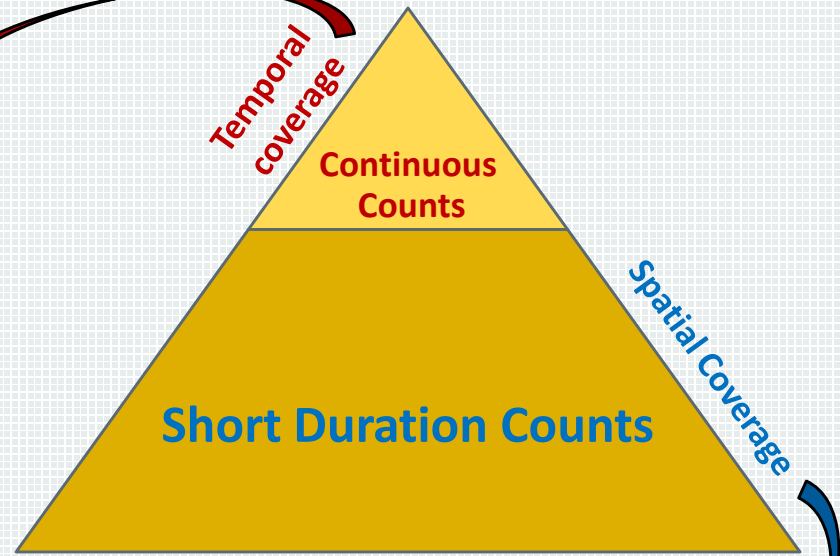 Temporal
coverage
Continuous
Counts
Spatial Coverage
Short Duration Counts